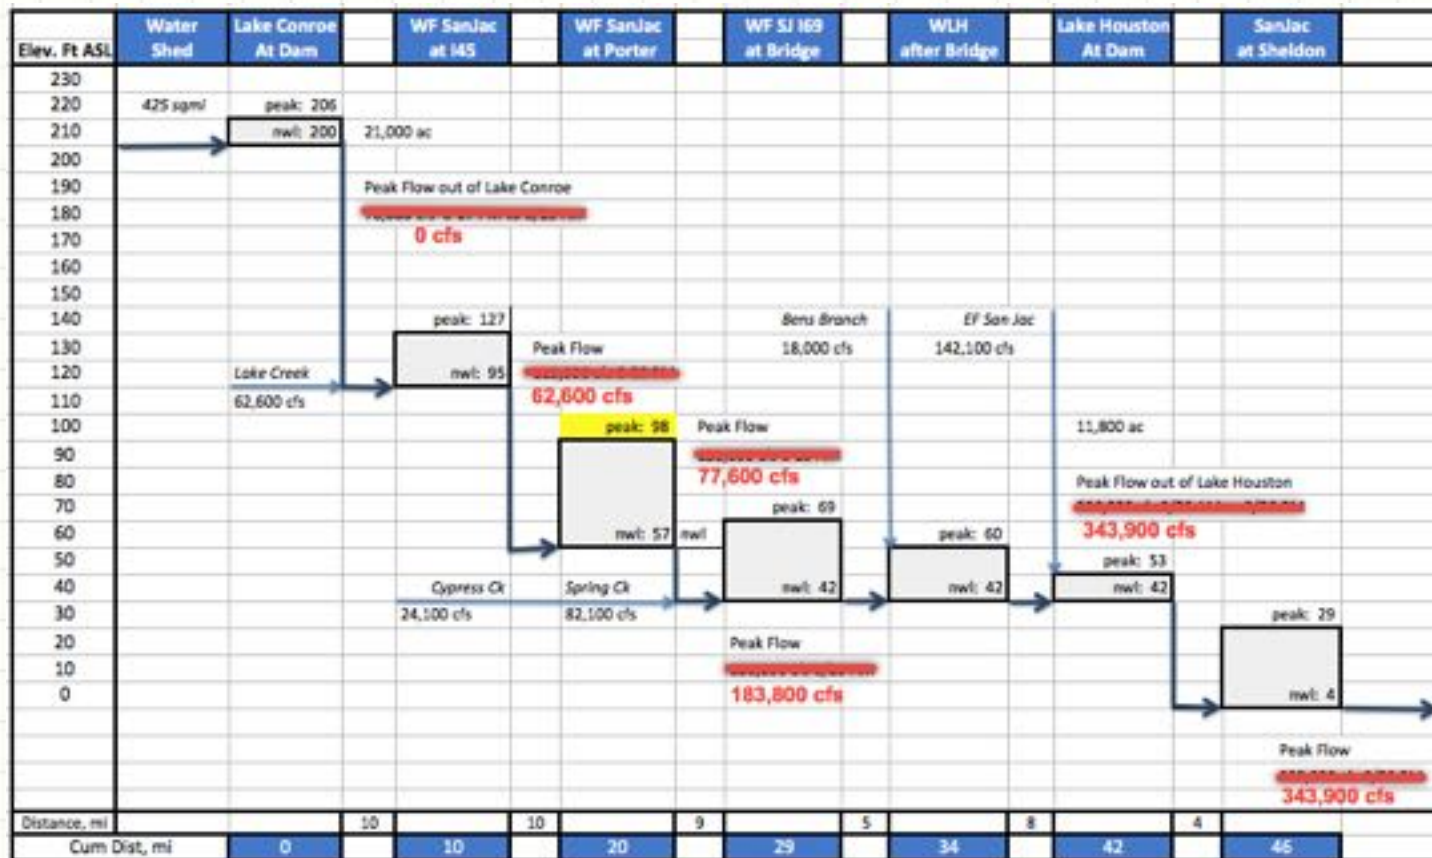 Elev. Ft ASL
Water Shed
Lake Conroe At Dam
WF SanJac at I45
WF SanJac at Porter
WF SJ I69 at Bridge
WLH after Bridge
Lake Houston At Dam
SanJac at Sheldon
230
220 425 sqmi peak: 206
210 nwl: 200 21,000 ac
200
190 Peak Flow out of Lake Conroe
180
0 cfs
170
160
150
140 peak: 127 Bens Branch EF San Jac
130 Peak Flow 18,000 cfs 142,100 cfs
120 Lake Creek nwl: 95
62,600 cfs
110 62,600 cfs
100 peak: 98 Peak Flow 11,800 ac
90
77,600 cfs
80 Peak Flow out of Lake Houston
70 peak: 69
343,900 cfs
60 nwl: 57 nwl peak: 60
50 peak: 53
40 Cypress Ck Spring Ck nwl: 42 nwl: 42 nwl: 42
30 24,100 cfs 82,100 cfs peak: 29
20 Peak Flow
10
183,800 cfs
0 nwl: 4
Peak Flow
343,900 cfs
Distance, mi 10 10 9 5 8 4
Cum Dist, mi 0 10 20 29 34 42 46